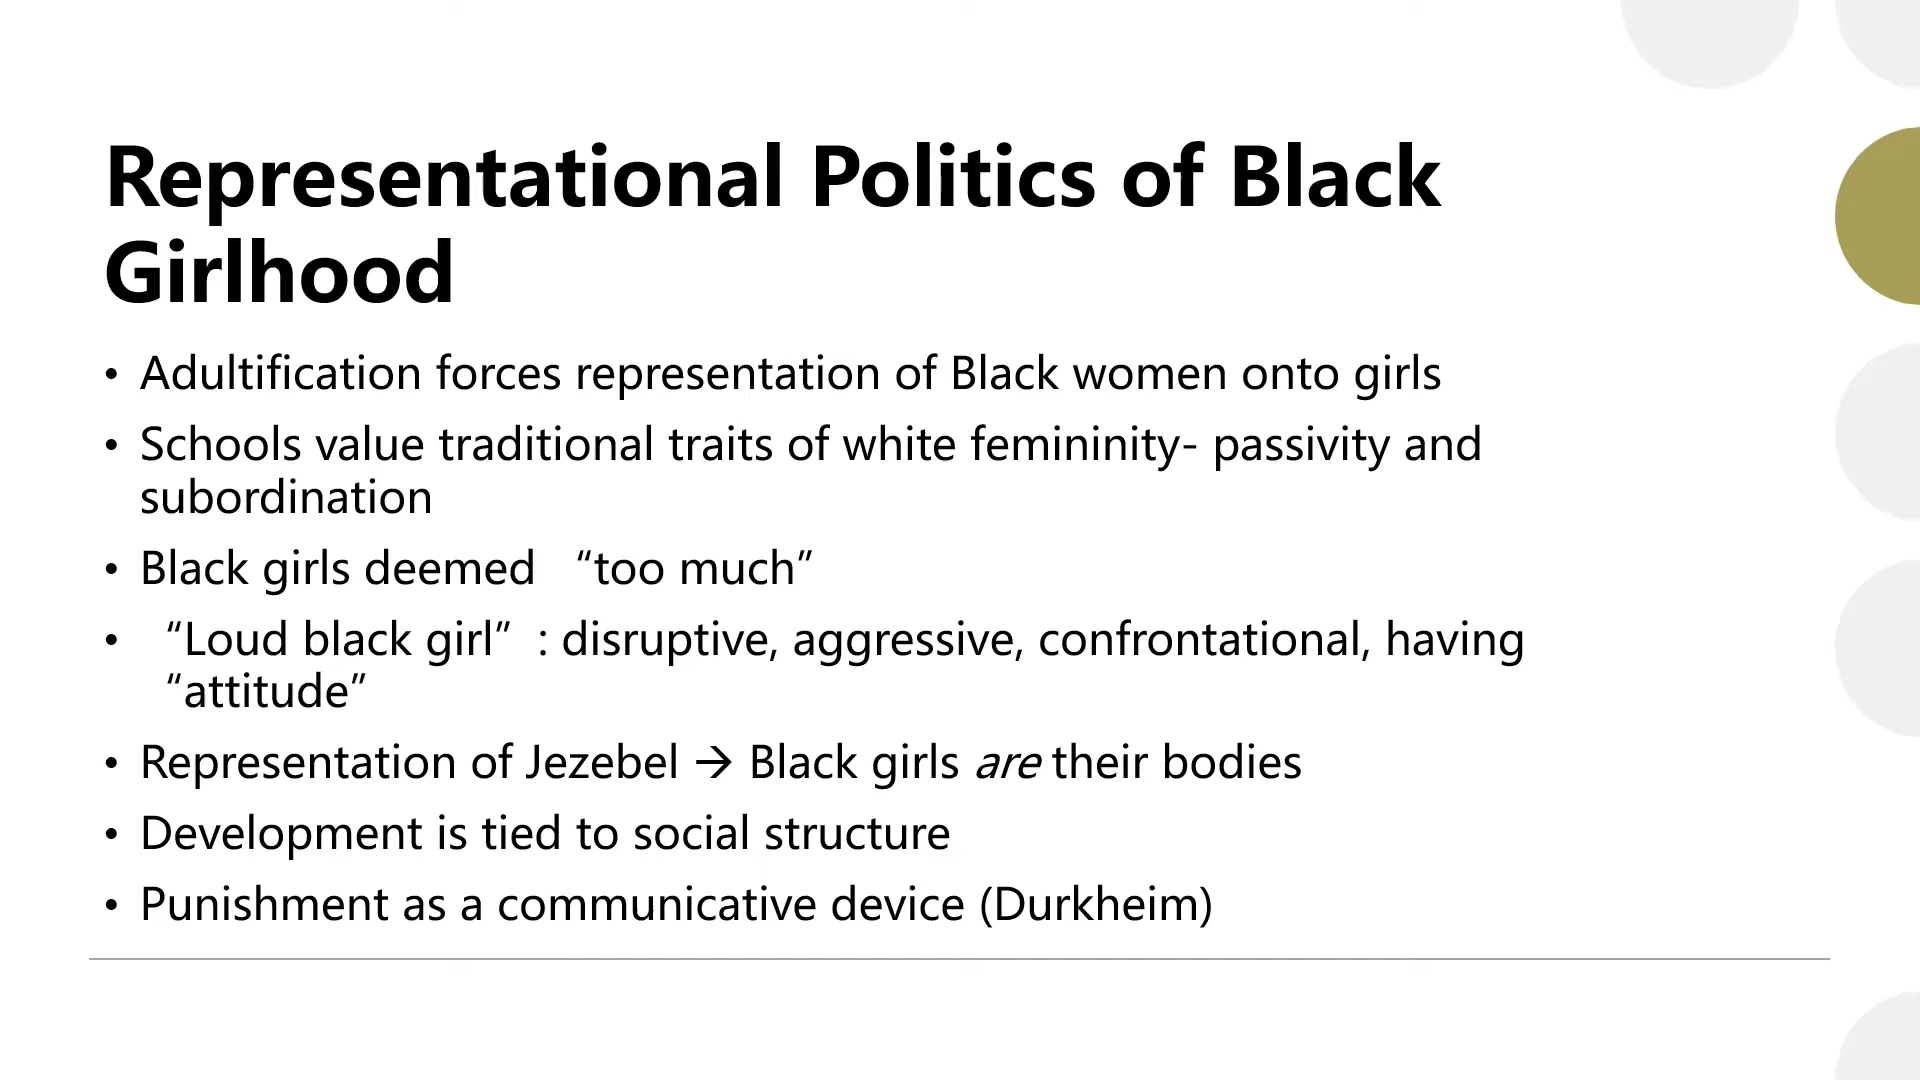 Representational Politics of Black
Girlhood
• Adultification forces representation of Black women onto girls
• Schools value traditional traits of white femininity- passivity and
subordination
• Black girls deemed “too much”
• “Loud black girl” : disruptive, aggressive, confrontational, having
“attitude”
• Representation of Jezebel → Black girls are their bodies
• Development is tied to social structure
• Punishment as a communicative device (Durkheim)